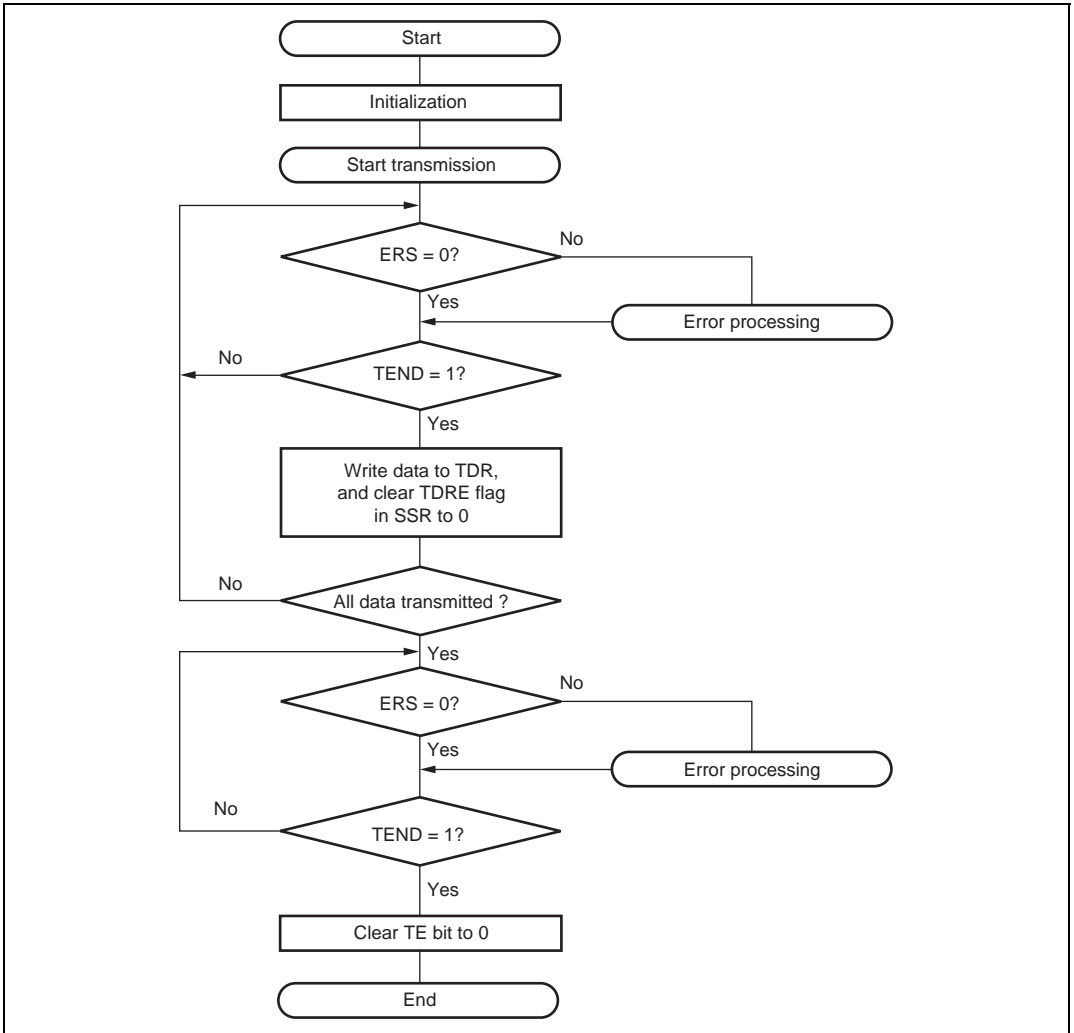 Start
Initialization
Start transmission
No
ERS = 0?
Yes
Error processing
No
TEND = 1?
Yes
Write data to TDR,
and clear TDRE flag
in SSR to 0
No
All data transmitted ?
Yes
No
ERS = 0?
Yes
Error processing
No
TEND = 1?
Yes
Clear TE bit to 0
End